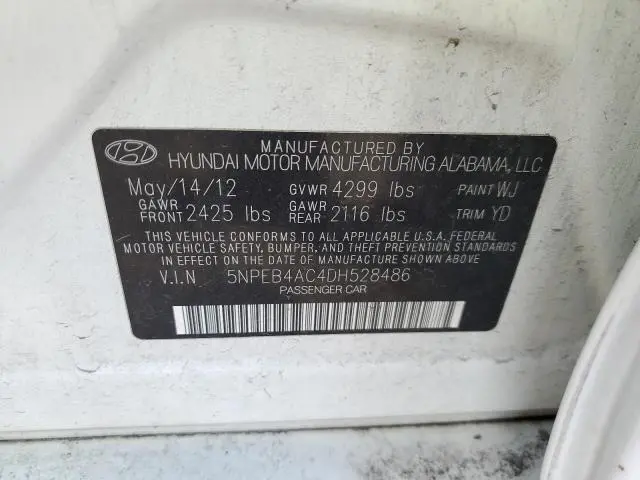 MANUFACTURED BY
HYUNDAI MOTOR MANUFACTURING ALABAMA, LLC
May/14/12 GVWR 4299 lbs PAINT WJ
GAWR FRONT 2425 lbs GAWR REAR 2116 lbs TRIM YD
THIS VEHICLE CONFORMS TO ALL APPLICABLE U.S.A. FEDERAL
MOTOR VEHICLE SAFETY, BUMPER, AND THEFT PREVENTION STANDARDS
IN EFFECT ON THE DATE OF MANUFACTURE SHOWN ABOVE.
V.I.N 5NPEB4AC4DH528486
PASSENGER CAR